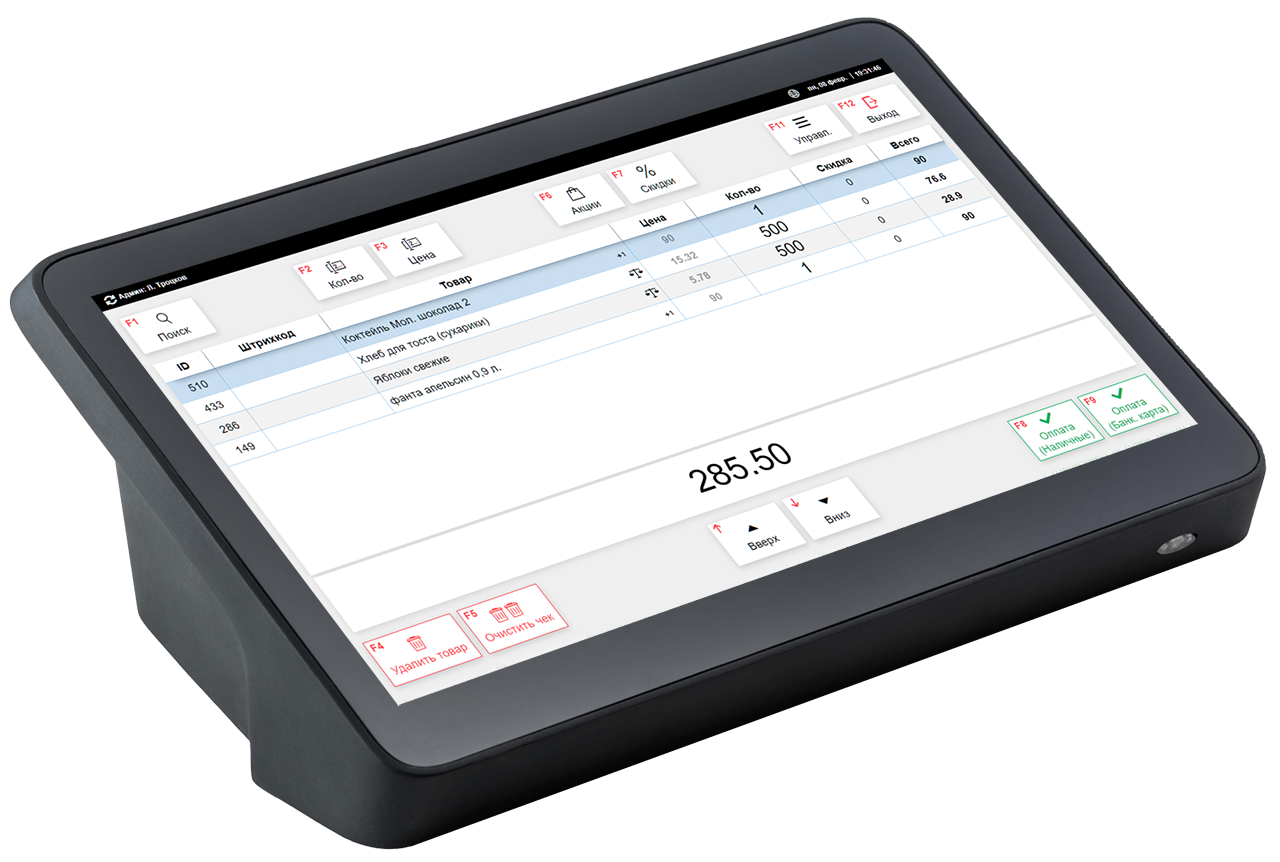 Админ: Л. Троцков
пн, 08 февр. | 19:31:46
F1 Поиск
F2 Кол-во
F3 Цена
F6 Акции
F7 % Скидки
F11 Управл.
F12 Выход
ID Штрихкод Товар Цена Кол-во Скидка Всего
510 Коктейль Мол. шоколад 2 +1 90 1 0 90
433 Хлеб для тоста (сухарики) 15.32 500 0 76.6
286 Яблоки свежие 5.78 500 0 28.9
149 фанта апельсин 0,9 л. +1 90 1 0 90
285.50
F4 Удалить товар
F5 Очистить чек
↑ Вверх
↓ Вниз
F8 Оплата
(Наличные)
F9 Оплата
(Банк. карта)